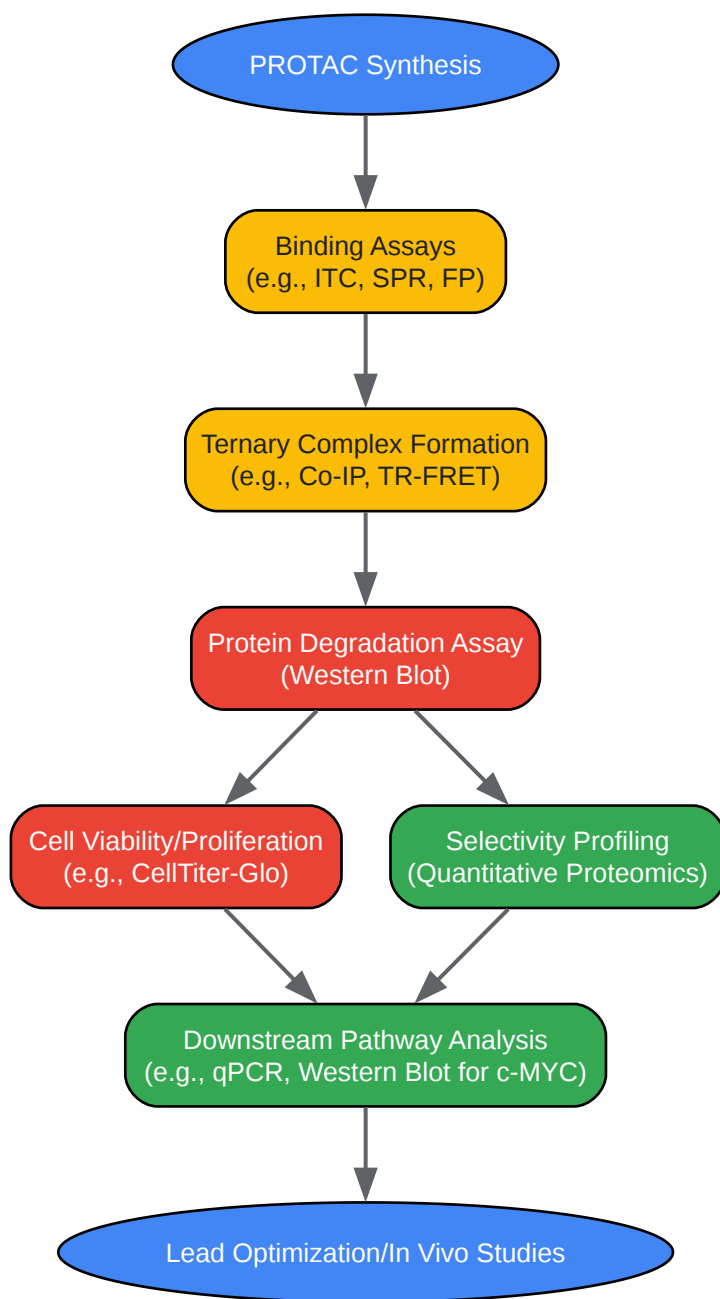 PROTAC Synthesis
Binding Assays
(e.g., ITC, SPR, FP)
Ternary Complex Formation
(e.g., Co-IP, TR-FRET)
Protein Degradation Assay
(Western Blot)
Cell Viability/Proliferation
(e.g., CellTiter-Glo)
Selectivity Profiling
(Quantitative Proteomics)
Downstream Pathway Analysis
(e.g., qPCR, Western Blot for c-MYC)
Lead Optimization/In Vivo Studies